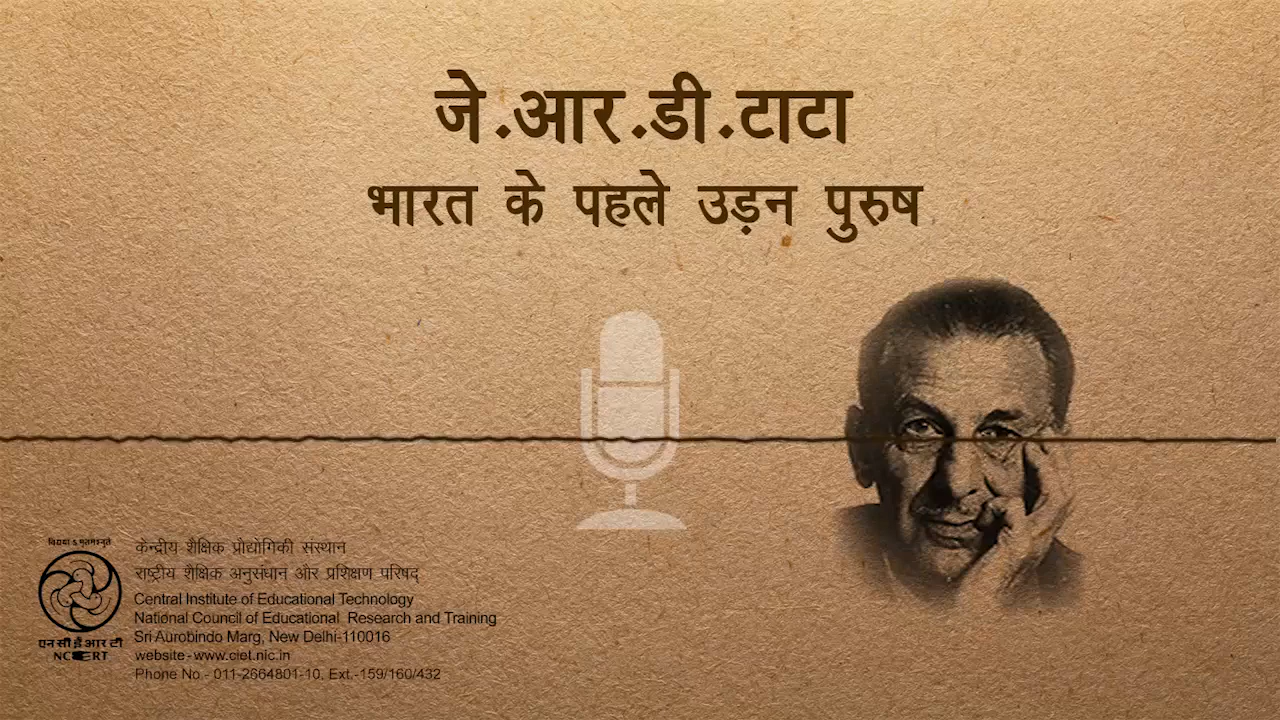 जे.आर.डी.टाटा
भारत के पहले उड़न पुरुष
विद्यया ऽ मृतमश्नुते
एन सी ई आर टी
NCERT
केन्द्रीय शैक्षिक प्रौद्योगिकी संस्थान
राष्ट्रीय शैक्षिक अनुसंधान और प्रशिक्षण परिषद्
Central Institute of Educational Technology
National Council of Educational Research and Training
Sri Aurobindo Marg, New Delhi-110016
website-www.ciet.nic.in
Phone No.- 011-2664801-10, Ext.-159/160/432